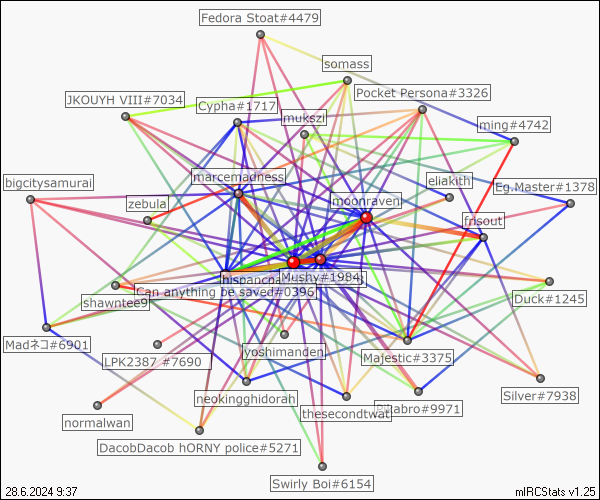 Fedora Stoat#4479
somass
Pocket Persona#3326
JKOUYH VIII#7034
Cypha#1717
mukszi
ming#4742
marcemadness
eliakith
bigcitysamurai
Eg.Master#1378
moonraven
zebula
frisout
hispancha
Mushy#1984
Can anything be saved#0396
shawntee9
Duck#1245
Madネコ#6901
LPK2387 #7690
yoshimanden
Majestic#3375
neokingghidorah
thesecondtwat
#9971
Silver#7938
normalwan
DacobDacob hORNY police#5271
Swirly Boi#6154
28.6.2024 9:37
mIRCStats v1.25